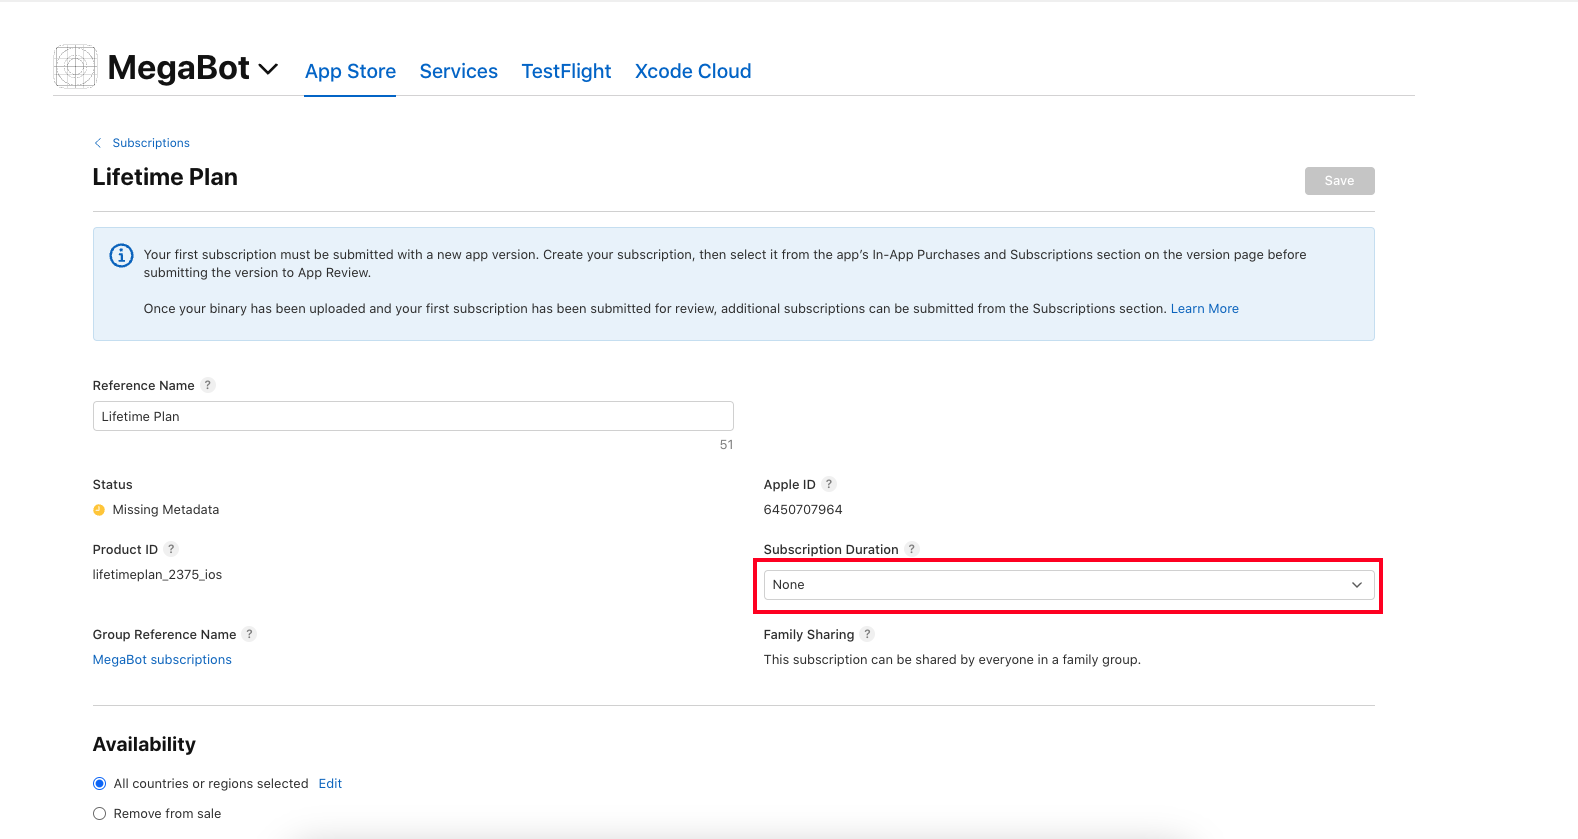 MegaBot
App Store Services TestFlight Xcode Cloud
Subscriptions
Lifetime Plan
Save
Your first subscription must be submitted with a new app version. Create your subscription, then select it from the app’s In-App Purchases and Subscriptions section on the version page before
submitting the version to App Review.
Once your binary has been uploaded and your first subscription has been submitted for review, additional subscriptions can be submitted from the Subscriptions section. Learn More
Reference Name ?
Lifetime Plan
51
Status
Missing Metadata
Apple ID ?
6450707964
Product ID ?
lifetimeplan_2375_ios
Subscription Duration ?
None
Group Reference Name ?
MegaBot subscriptions
Family Sharing ?
This subscription can be shared by everyone in a family group.
Availability
All countries or regions selected Edit
Remove from sale